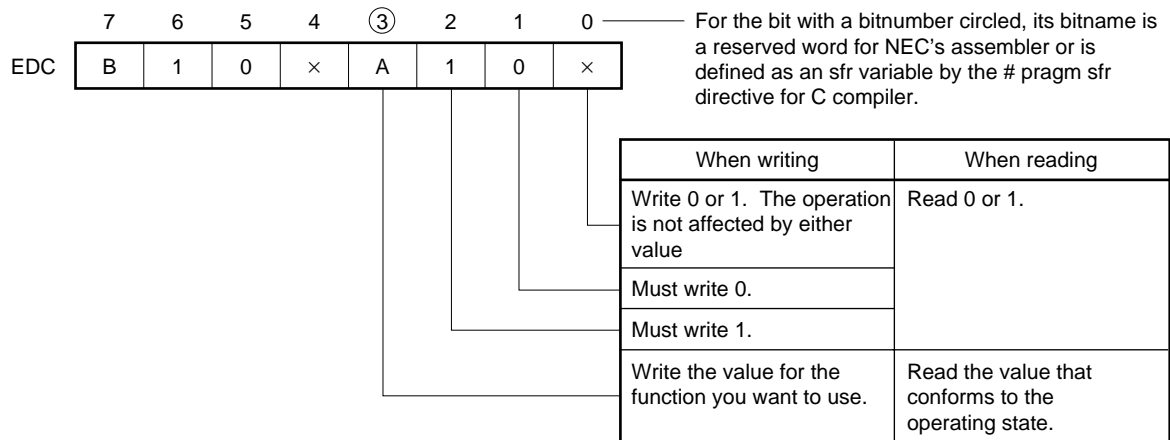 7 6 5 4 ③ 2 1 0
For the bit with a bitnumber circled, its bitname is
a reserved word for NEC's assembler or is
defined as an sfr variable by the # pragm sfr
directive for C compiler.
EDC B 1 0 × A 1 0 ×
When writing When reading
Write 0 or 1. The operation
is not affected by either
value
Read 0 or 1.
Must write 0.
Must write 1.
Write the value for the
function you want to use.
Read the value that
conforms to the
operating state.